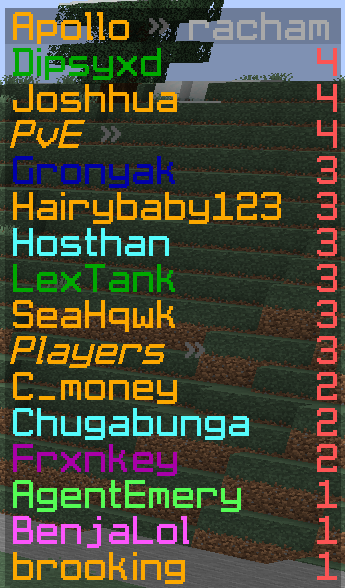 Apollo » racham
Dipsyxd 4
Joshhua 4
PvE » 4
Gronyak 3
Hairybaby123 3
Hosthan 3
LexTank 3
SeaHqwk 3
Players » 3
C_money 2
Chugabunga 2
Frxnkey 2
AgentEmery 1
BenjaLol 1
brooking 1